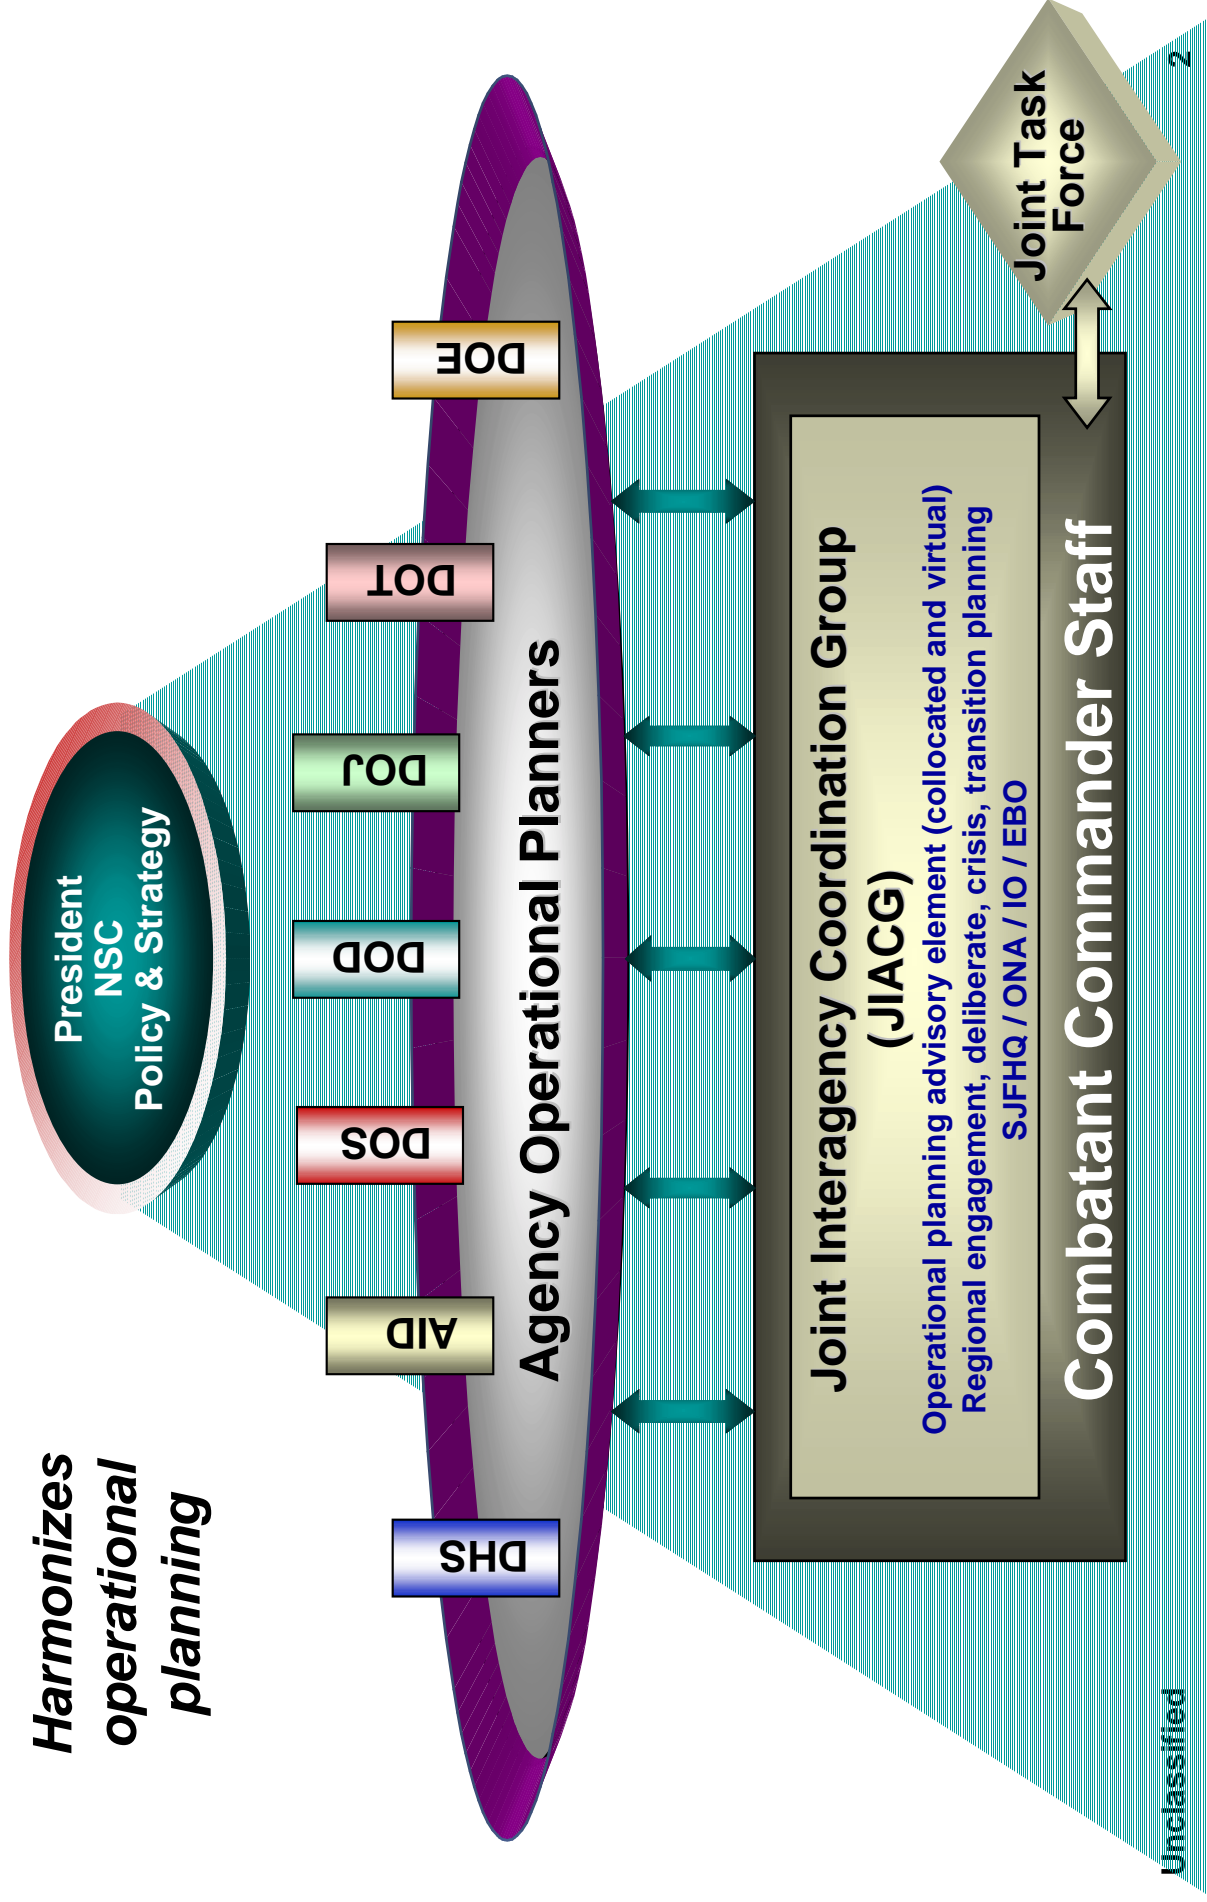 Harmonizes
operational
planning
President
NSC
Policy & Strategy
DHS
AID
DOS
DOD
DOJ
DOT
DOE
Agency Operational Planners
Joint Interagency Coordination Group
(JIACG)
Operational planning advisory element (collocated and virtual)
Regional engagement, deliberate, crisis, transition planning
SJFHQ / ONA / IO / EBO
Combatant Commander Staff
Joint Task
Force
Unclassified
2